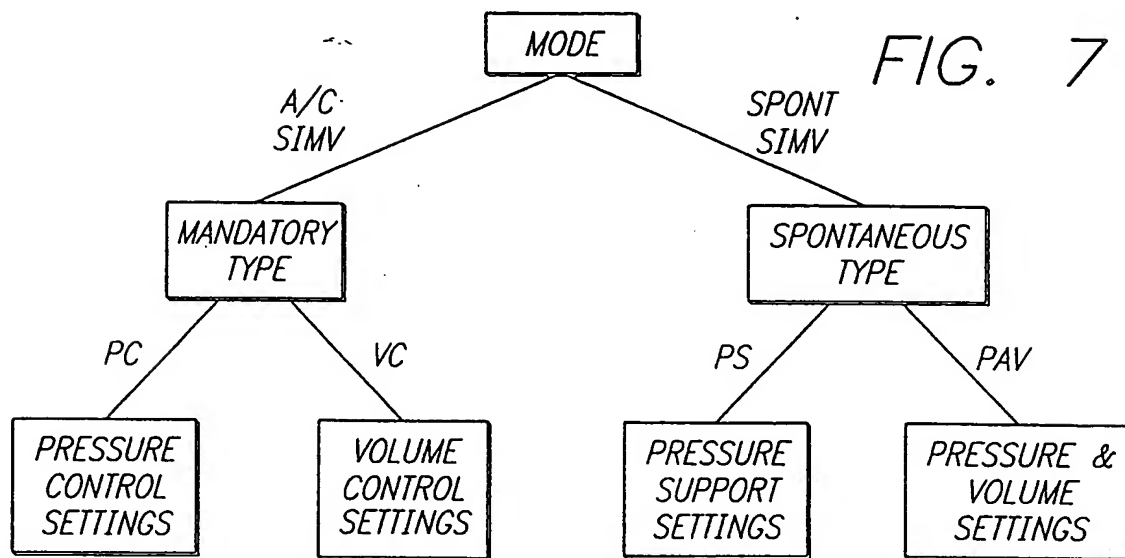 MODE
FIG. 7
A/C
SIMV
SPONT
SIMV
MANDATORY
TYPE
SPONTANEOUS
TYPE
PC
VC
PS
PAV
PRESSURE
CONTROL
SETTINGS
VOLUME
CONTROL
SETTINGS
PRESSURE
SUPPORT
SETTINGS
PRESSURE &
VOLUME
SETTINGS